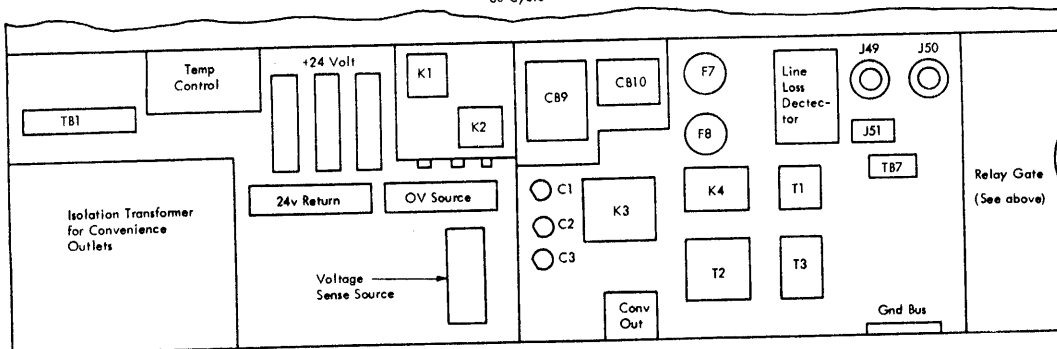 Temp
Control
TB1
+24 Volt
K1
K2
CB9
CB10
F7
F8
Line
Loss
Dectec-
tor
J49
J50
J51
TB7
Isolation Transformer
for Convenience
Outlets
24v Return
OV Source
Voltage
Sense Source
C1
C2
C3
K3
K4
T1
T2
T3
Conv
Out
Gnd Bus
Relay Gate
(See above)